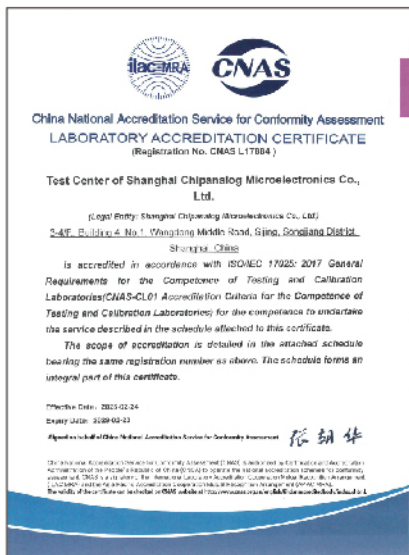 ilac-MRA
CNAS
China National Accreditation Service for Conformity Assessment
LABORATORY ACCREDITATION CERTIFICATE
(Registration No. CNAS L17884 )
Test Center of Shanghai Chipanalog Microelectronics Co.,
Ltd.
(Legal Entity: Shanghai Chipanalog Microelectronics Co., Ltd.)
3-4/F., Building 4, No.1, Wangdong Middle Road, Sijing, Songjiang District,
Shanghai, China
is accredited in accordance with ISO/IEC 17025: 2017 General
Requirements for the Competence of Testing and Calibration
Laboratories(CNAS-CL01 Accreditation Criteria for the Competence of
Testing and Calibration Laboratories) for the competence to undertake
the service described in the schedule attached to this certificate.
The scope of accreditation is detailed in the attached schedule
bearing the same registration number as above. The schedule forms an
integral part of this certificate.
Effective Date: 2023-02-24
Expiry Date: 2029-02-23
Signed on behalf of China National Accreditation Service for Conformity Assessment
张朝华